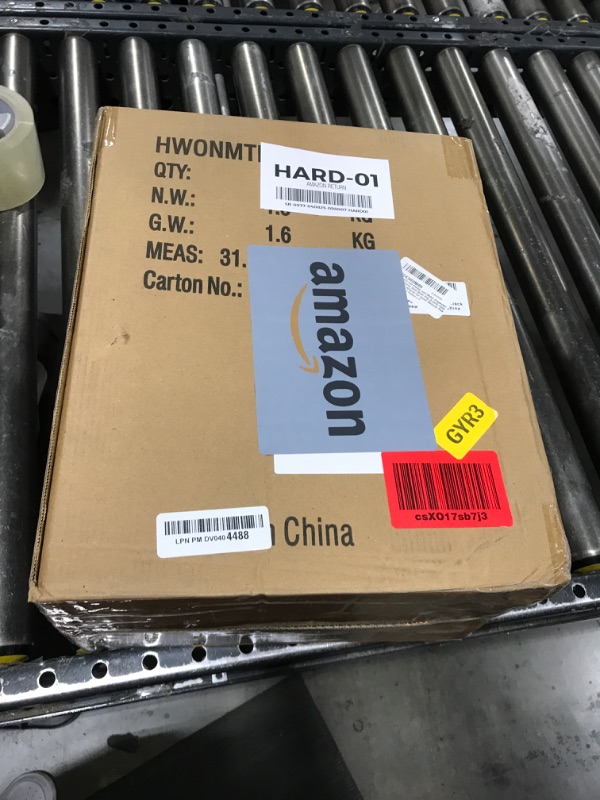 HWONMT
HARD-01
AMAZON RETURN
QTY:
N.W.:
KG
G.W.: 1.6 KG
MEAS: 31.
Carton No.:
amazon
GYR3
csXO17sb7j3
LPN PM DV040 4488
China